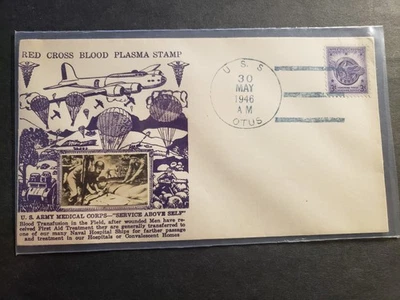 RED CROSS BLOOD PLASMA STAMP
U. S. S.
30
MAY
1946
A M
OTUS
U. S. ARMY MEDICAL CORPS—"SERVICE ABOVE SELF"
Blood Transfusion in the Field, after wounded Men have re-
ceived First Aid Treatment they are generally transferred to
one of our many Naval Hospital Ships for farther passage
and treatment in our Hospitals or Convalesent Homes